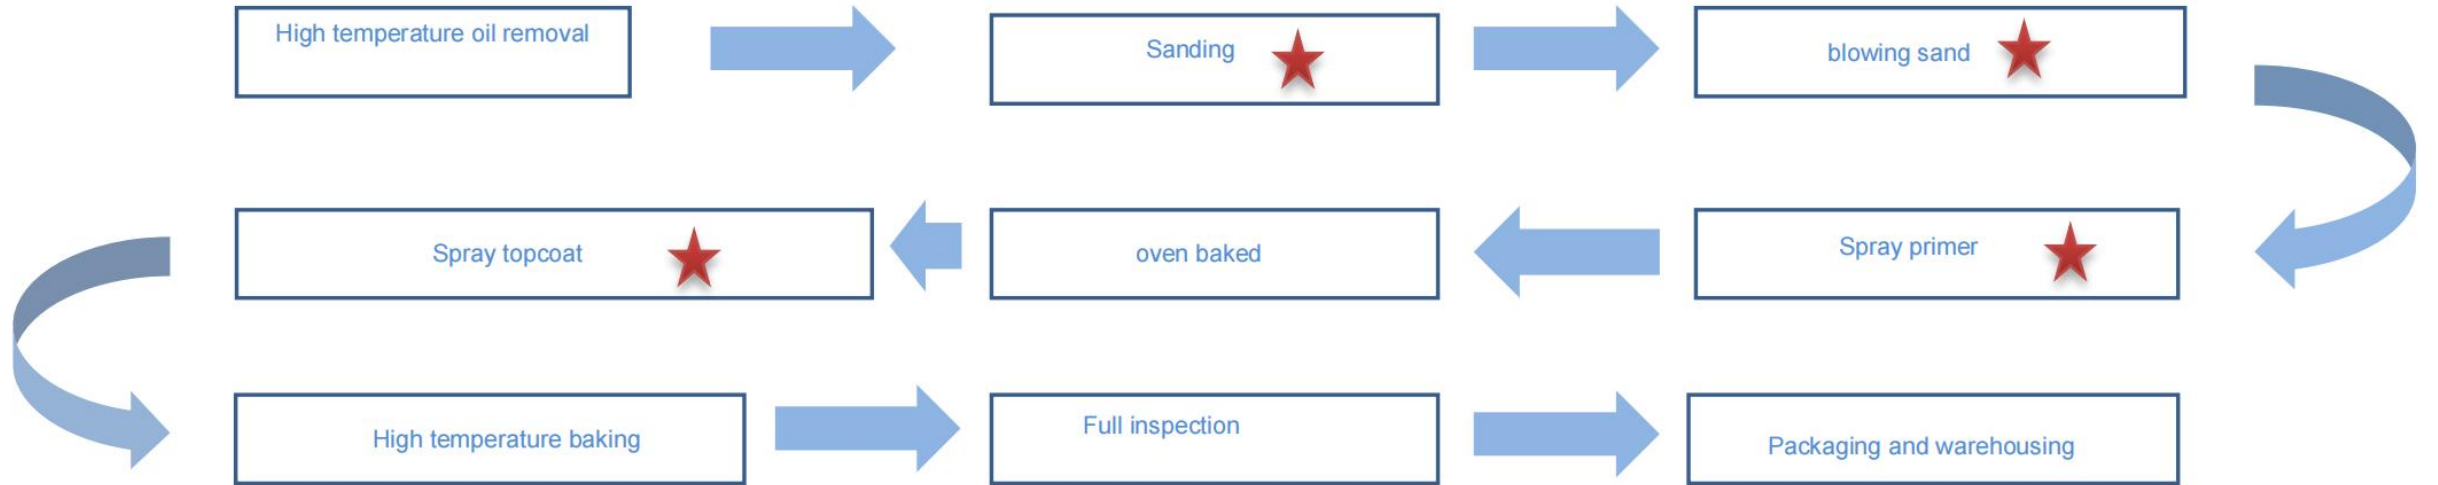 High temperature oil removal
Sanding
blowing sand
Spray primer
oven baked
Spray topcoat
High temperature baking
Full inspection
Packaging and warehousing